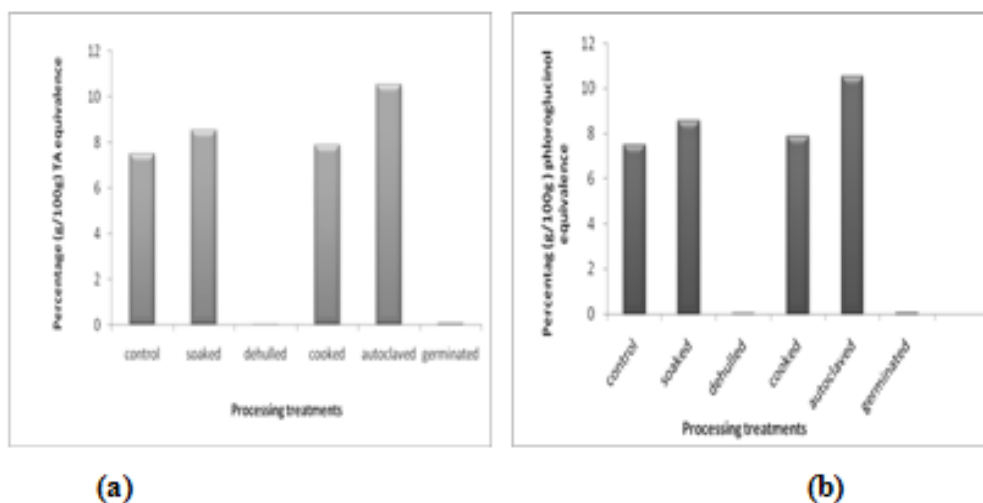 Percentage (g/100g) TA equivalence
12
10
8
6
4
2
0
control soaked dehulled cooked autoclaved germinated
Processing treatments
(a)
Percentag (g/100g ) phloroglucinol
equivalence
12
10
8
6
4
2
0
control soaked dehulled cooked autoclaved germinated
Processing treatments
(b)